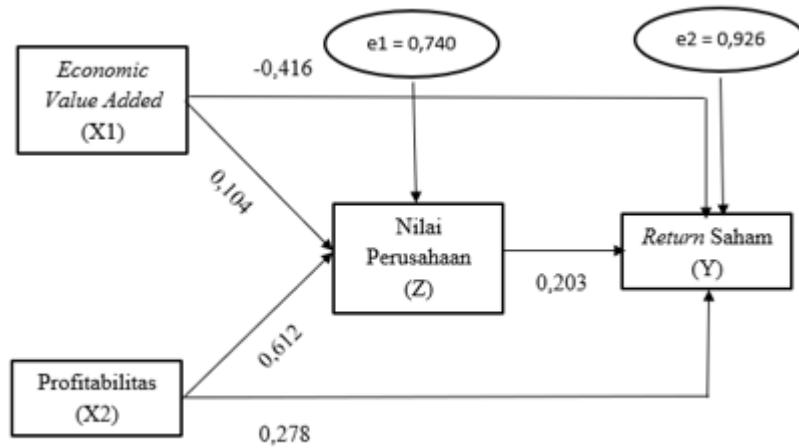 e1 = 0,740
e2 = 0,926
Economic
Value Added
(X1)
-0,416
0,104
Nilai
Perusahaan
(Z)
Return Saham
(Y)
0,203
0,612
Profitabilitas
(X2)
0,278